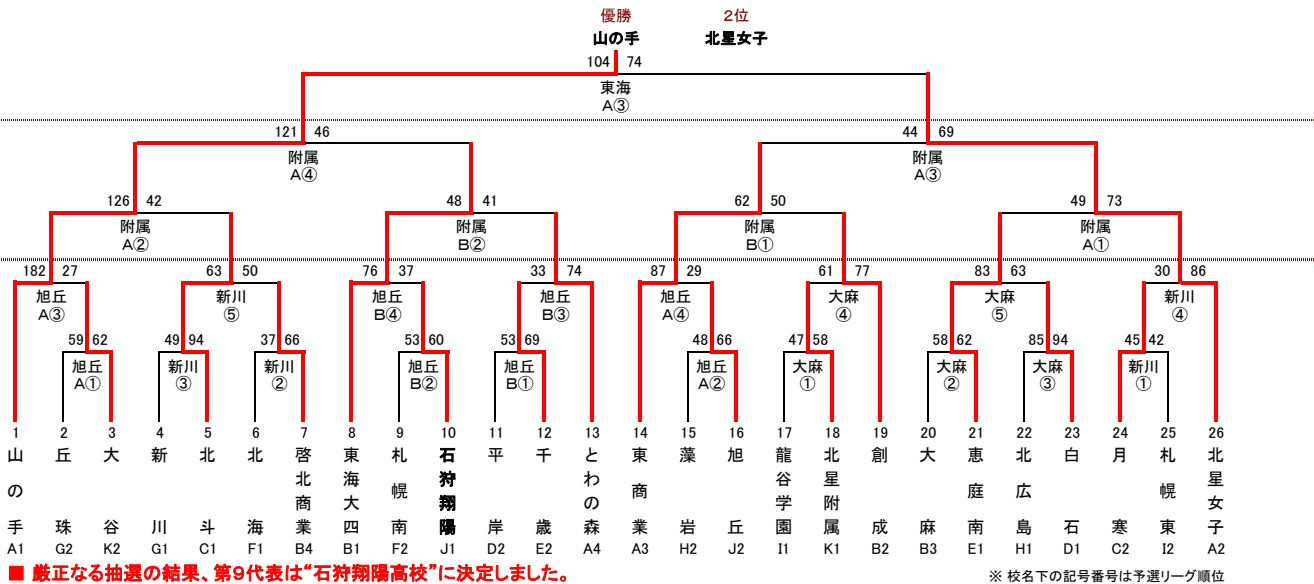 優勝 2位
山の手 北星女子
104 74
東海
A③
121 46 44 69
附属 附属
A④ A③
126 42 48 41 62 50 49 73
附属 附属 附属 附属
A② B② B① A①
182 27 63 50 76 37 33 74 87 29 61 77 83 63 30 86
旭丘 新川 旭丘 旭丘 旭丘 大麻 大麻 新川
A③ ⑤ B④ B③ A④ ④ ⑤ ④
59 62 49 94 37 66 53 60 53 69 48 66 47 58 58 62 85 94 45 42
旭丘 新川 新川 旭丘 旭丘 旭丘 大麻 大麻 大麻 新川
A① ③ ② B② B① A② ① ② ③ ①
1 2 3 4 5 6 7 8 9 10 11 12 13 14 15 16 17 18 19 20 21 22 23 24 25 26
山の手 丘珠 大谷 新川 北斗 北海 啓北商業 東海大四 札幌南 石狩翔陽 平岸 千歳 とわの森 東商業 藻岩 旭丘 龍谷学園 北星附属 創成 大麻 恵庭南 北広島 白石 月寒 札幌東 北星女子
A1 G2 K2 G1 C1 F1 B4 B1 F2 J1 D2 E2 A4 A3 H2 J2 I1 K1 B2 B3 E1 H1 D1 C2 I2 A2
■ 厳正なる抽選の結果、第9代表は“石狩翔陽高校”に決定しました。
※ 校名下の記号番号は予選リーグ順位